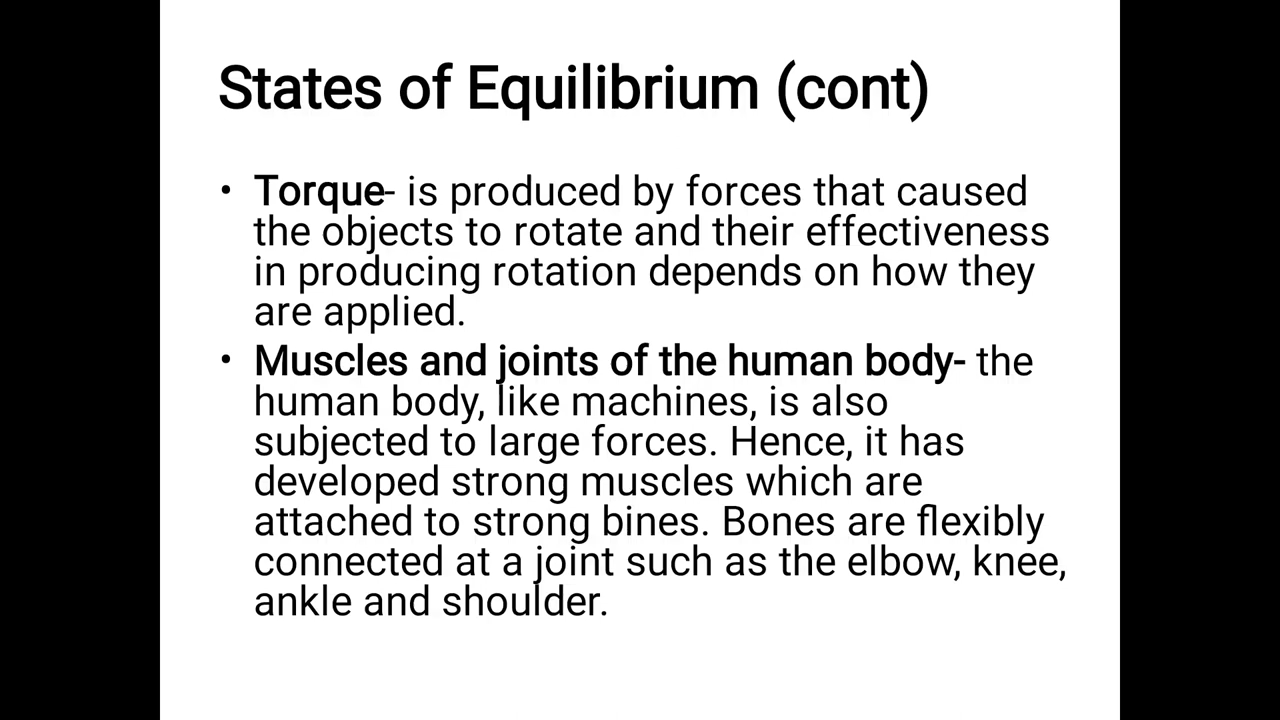 States of Equilibrium (cont)
• Torque- is produced by forces that caused
the objects to rotate and their effectiveness
in producing rotation depends on how they
are applied.
• Muscles and joints of the human body- the
human body, like machines, is also
subjected to large forces. Hence, it has
developed strong muscles which are
attached to strong bines. Bones are flexibly
connected at a joint such as the elbow, knee,
ankle and shoulder.